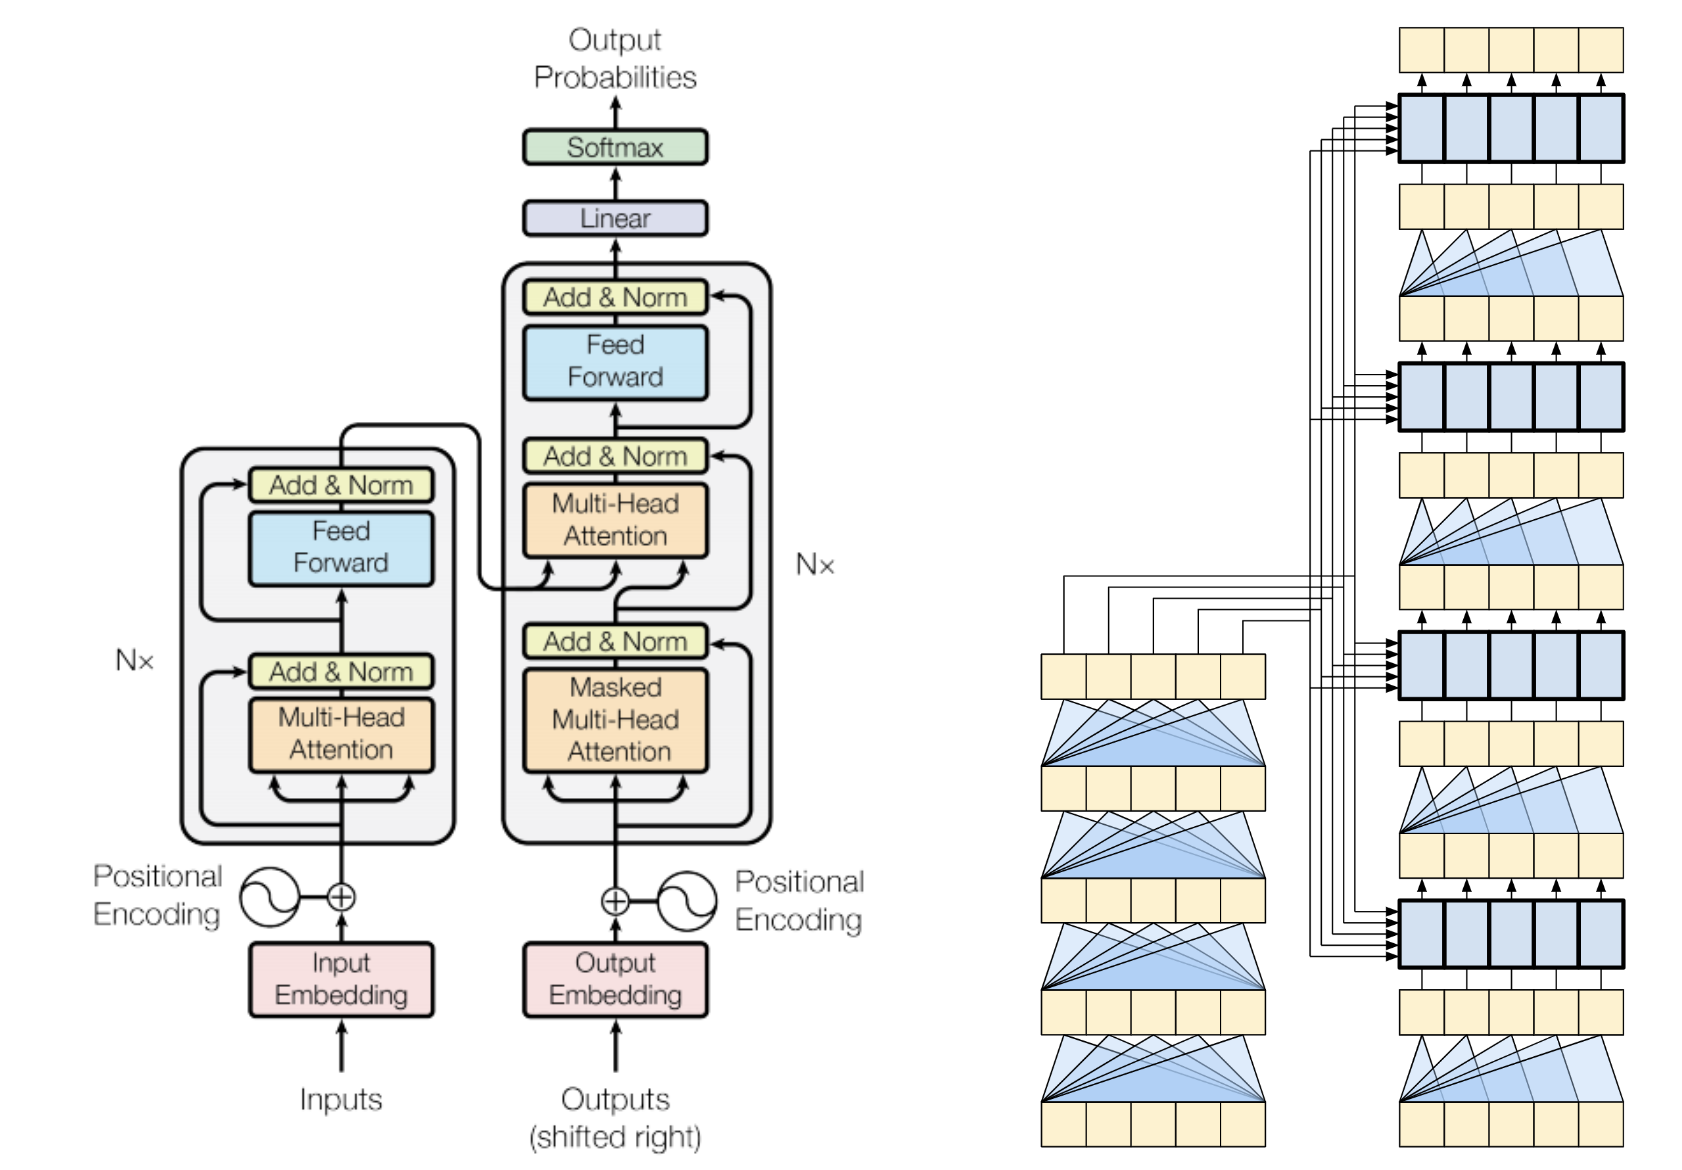 Output
Probabilities
Softmax
Linear
Add & Norm
Feed
Forward
Add & Norm
Multi-Head
Attention
Add & Norm
Masked
Multi-Head
Attention
Nx
Add & Norm
Feed
Forward
Add & Norm
Multi-Head
Attention
Nx
Positional
Encoding
Positional
Encoding
Input
Embedding
Output
Embedding
Inputs
Outputs
(shifted right)